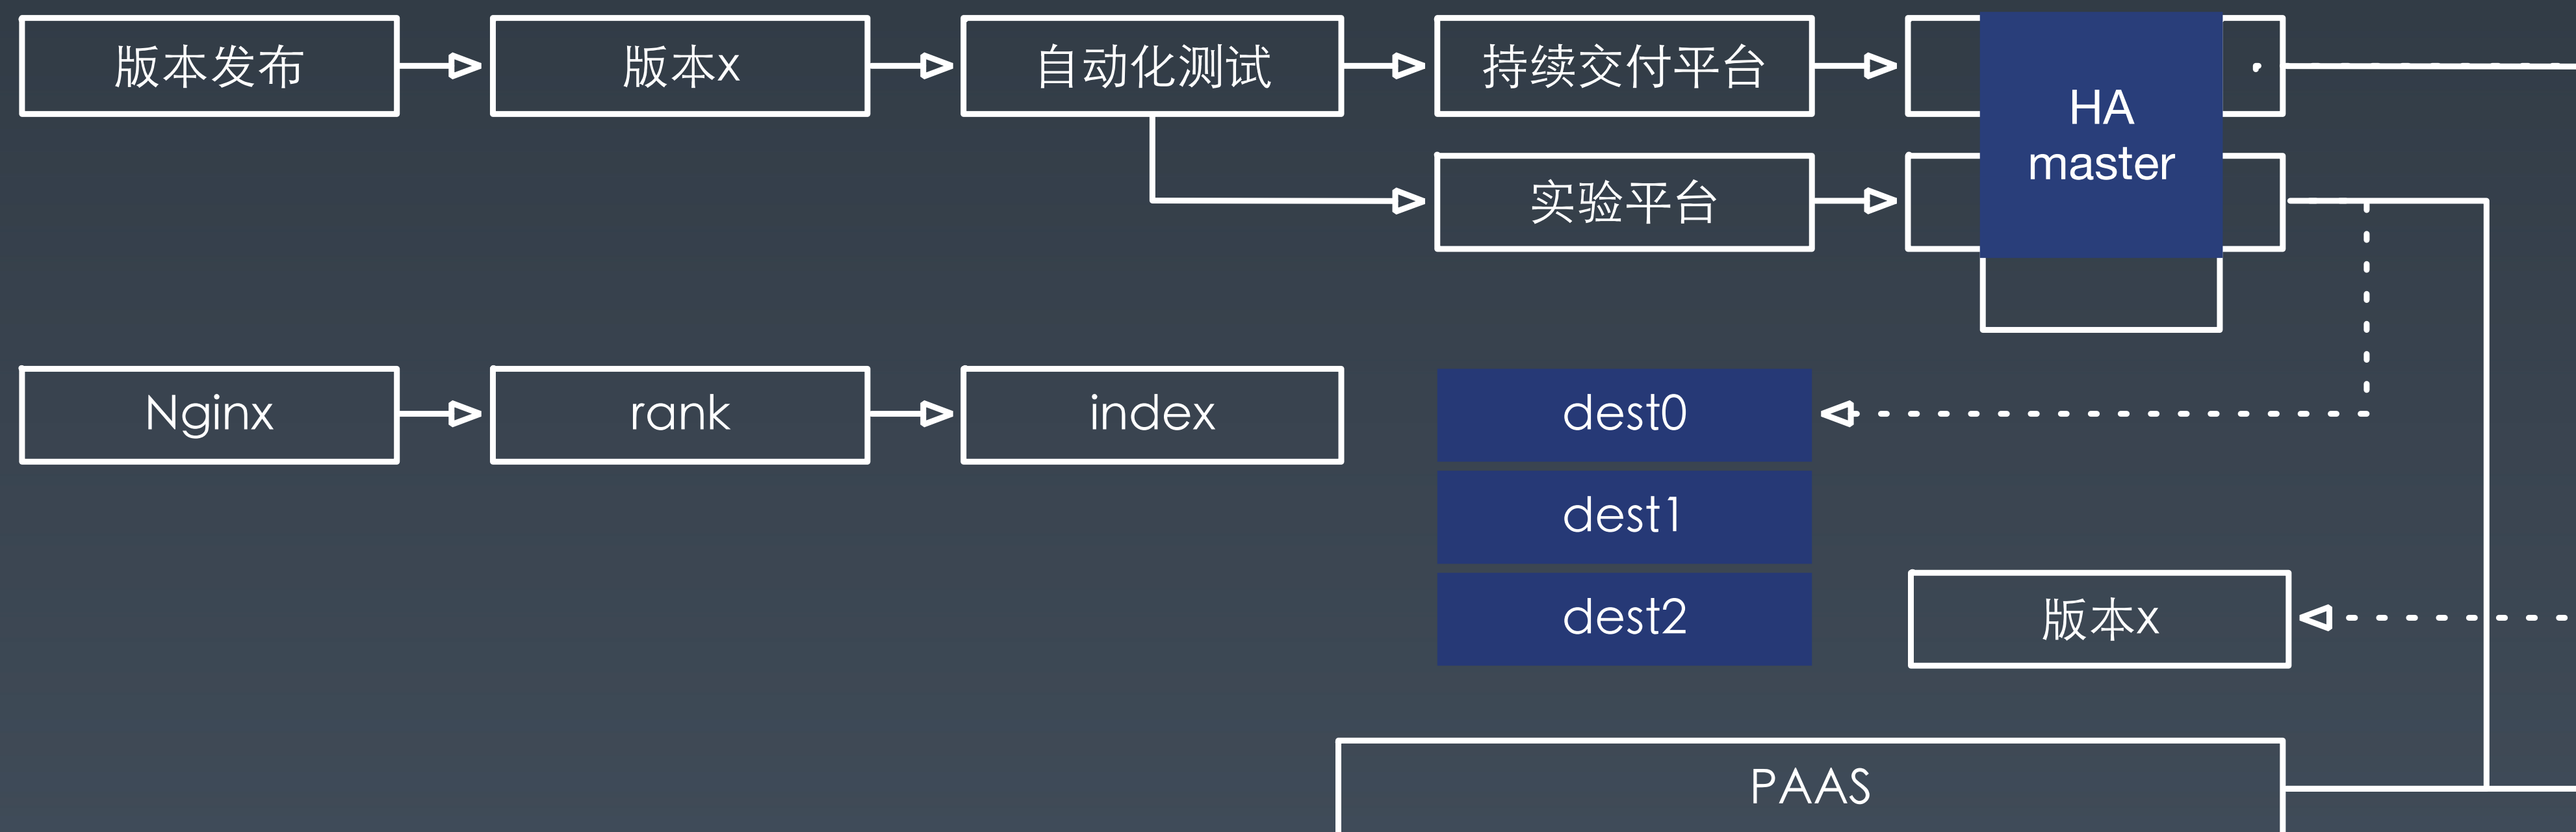 版本发布
版本x
自动化测试
持续交付平台
HA
master
实验平台
Nginx
rank
index
dest0
dest1
dest2
版本x
PAAS